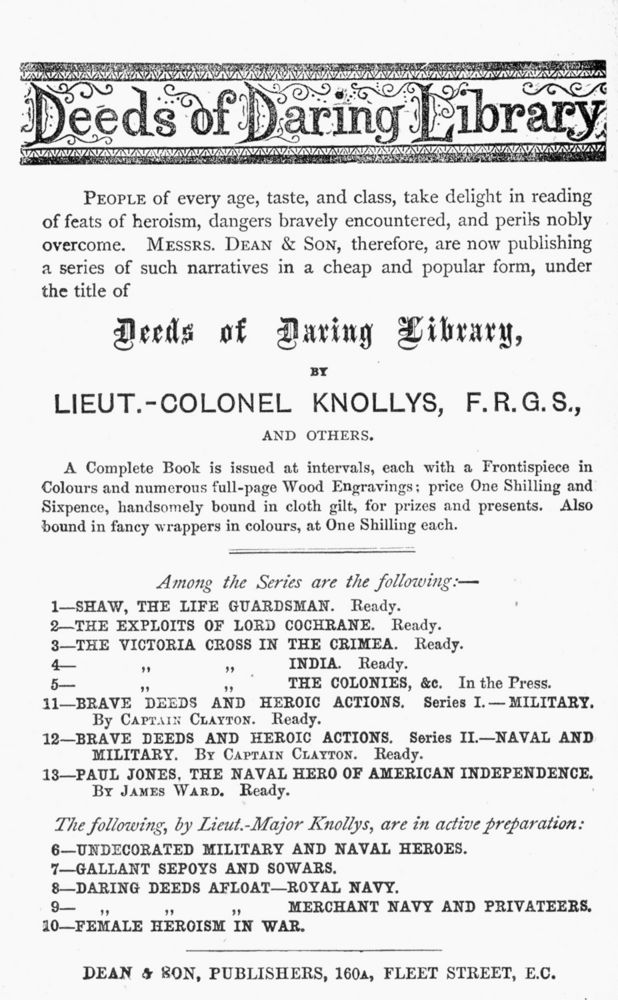 Deeds of Daring Library
PEOPLE of every age, taste, and class, take delight in reading
of feats of heroism, dangers bravely encountered, and perils nobly
overcome. MESSRS. DEAN & SON, therefore, are now publishing
a series of such narratives in a cheap and popular form, under
the title of
Deeds of Daring Library,
BY
LIEUT.-COLONEL KNOLLYS, F.R.G.S.,
AND OTHERS.
A Complete Book is issued at intervals, each with a Frontispiece in
Colours and numerous full-page Wood Engravings; price One Shilling and
Sixpence, handsomely bound in cloth gilt, for prizes and presents. Also
bound in fancy wrappers in colours, at One Shilling each.
Among the Series are the following:—
1—SHAW, THE LIFE GUARDSMAN. Ready.
2—THE EXPLOITS OF LORD COCHRANE. Ready.
3—THE VICTORIA CROSS IN THE CRIMEA. Ready.
4— „ „ INDIA. Ready.
5— „ „ THE COLONIES, &c. In the Press.
11—BRAVE DEEDS AND HEROIC ACTIONS. Series I.—MILITARY.
By CAPTAIN CLAYTON. Ready.
12—BRAVE DEEDS AND HEROIC ACTIONS. Series II.—NAVAL AND
MILITARY. BY CAPTAIN CLAYTON. Ready.
13—PAUL JONES, THE NAVAL HERO OF AMERICAN INDEPENDENCE.
BY JAMES WARD. Ready.
The following, by Lieut.-Major Knollys, are in active preparation:
6—UNDECORATED MILITARY AND NAVAL HEROES.
7—GALLANT SEPOYS AND SOWARS.
8—DARING DEEDS AFLOAT—ROYAL NAVY.
9— „ „ „ MERCHANT NAVY AND PRIVATEERS.
10—FEMALE HEROISM IN WAR.
DEAN & SON, PUBLISHERS, 160A, FLEET STREET, E.C.